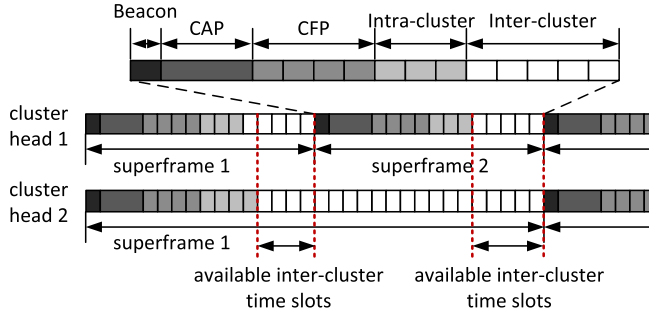 Beacon
CAP
CFP
Intra-cluster
Inter-cluster
cluster
head 1
superframe 1
superframe 2
cluster
head 2
superframe 1
available inter-cluster
time slots
available inter-cluster
time slots